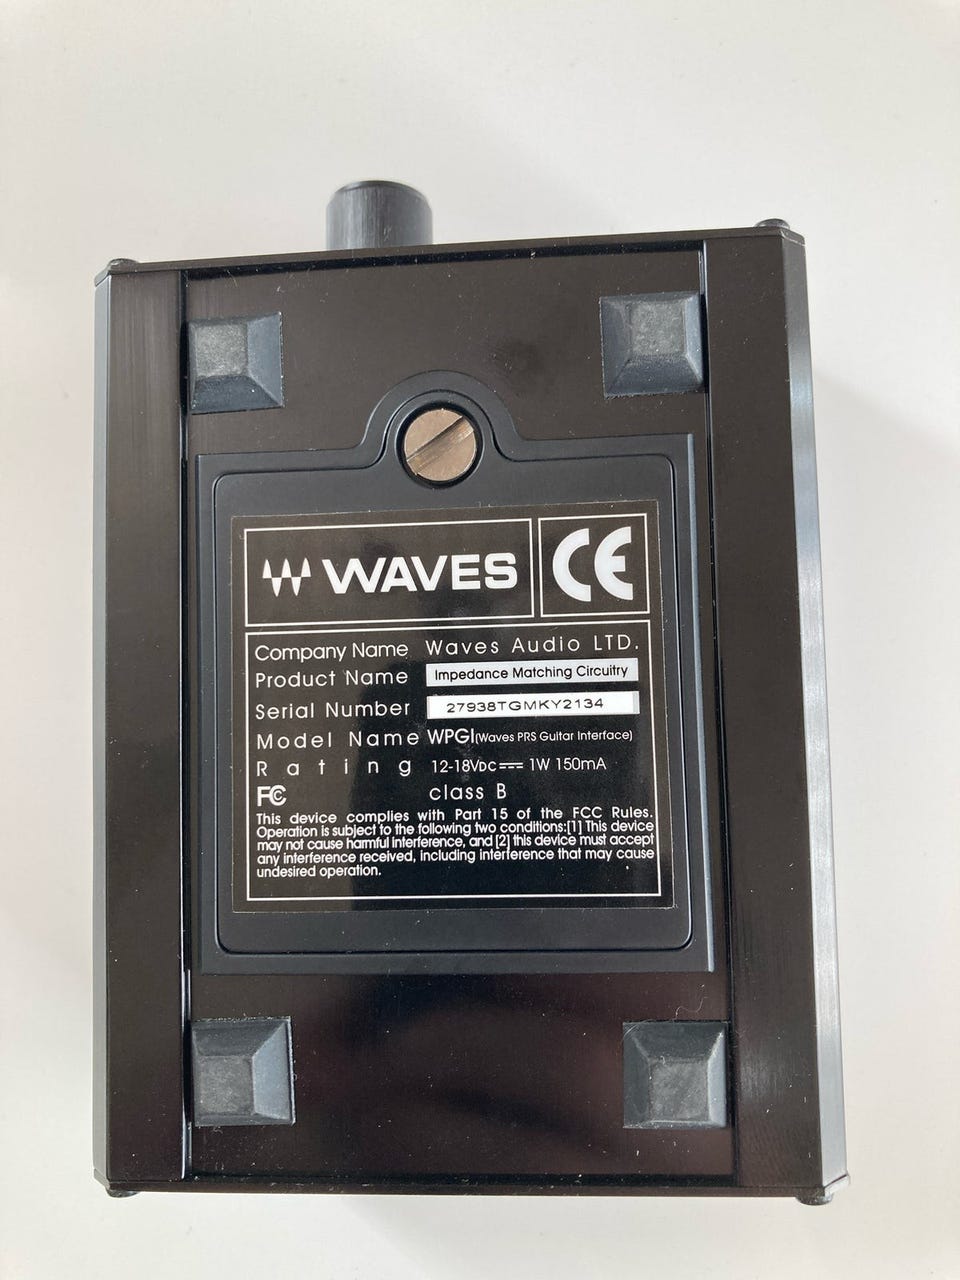 WAVES CE
Company Name Waves Audio LTD.
Product Name Impedance Matching Circuitry
Serial Number 27938TGMKY2134
Model Name WPGI(Waves PRS Guitar Interface)
Rating 12-18VDC⎓ 1W 150mA
FC class B
This device complies with Part 15 of the FCC Rules.
Operation is subject to the following two conditions:[1] This device
may not cause harmful interference, and [2] this device must accept
any interference received, including interference that may cause
undesired operation.